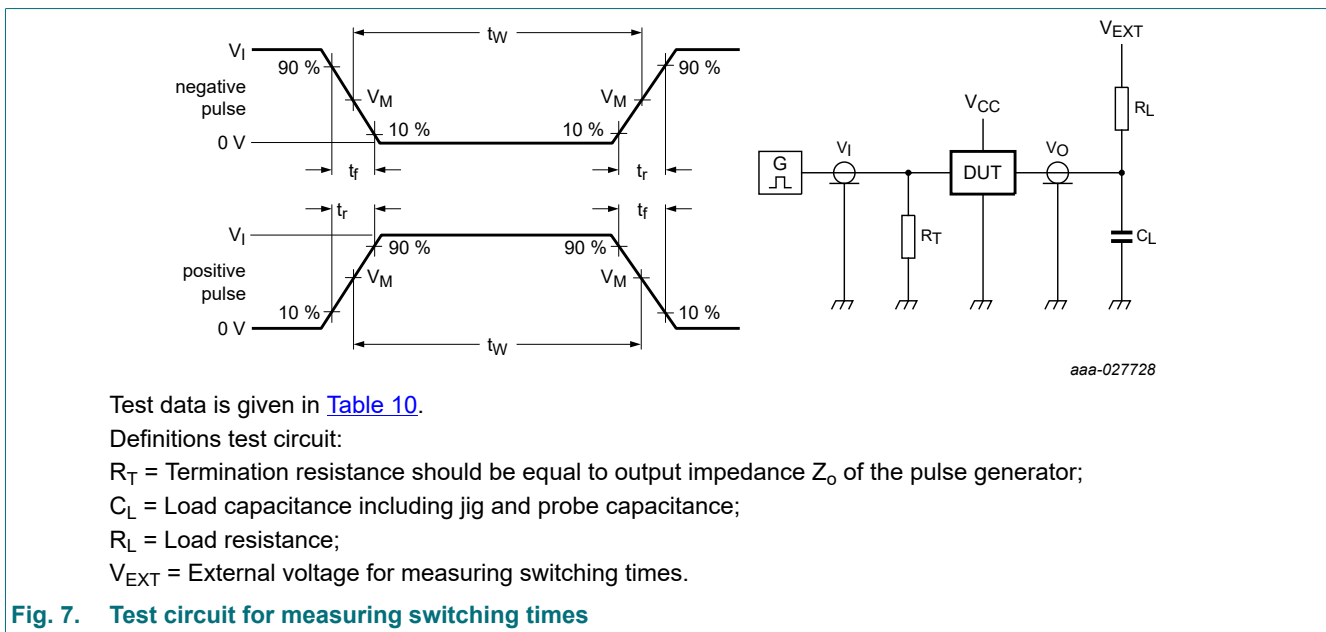 V_I
90 %
t_W
90 %
negative
pulse
V_M
V_M
10 %
10 %
0 V
t_f
t_r
t_r
t_f
V_I
90 %
90 %
positive
pulse
V_M
V_M
10 %
10 %
0 V
t_W
V_EXT
R_L
V_CC
V_I
V_O
G
DUT
R_T
C_L
aaa-027728
Test data is given in Table 10.
Definitions test circuit:
R_T = Termination resistance should be equal to output impedance Z_o of the pulse generator;
C_L = Load capacitance including jig and probe capacitance;
R_L = Load resistance;
V_EXT = External voltage for measuring switching times.
Fig. 7. Test circuit for measuring switching times